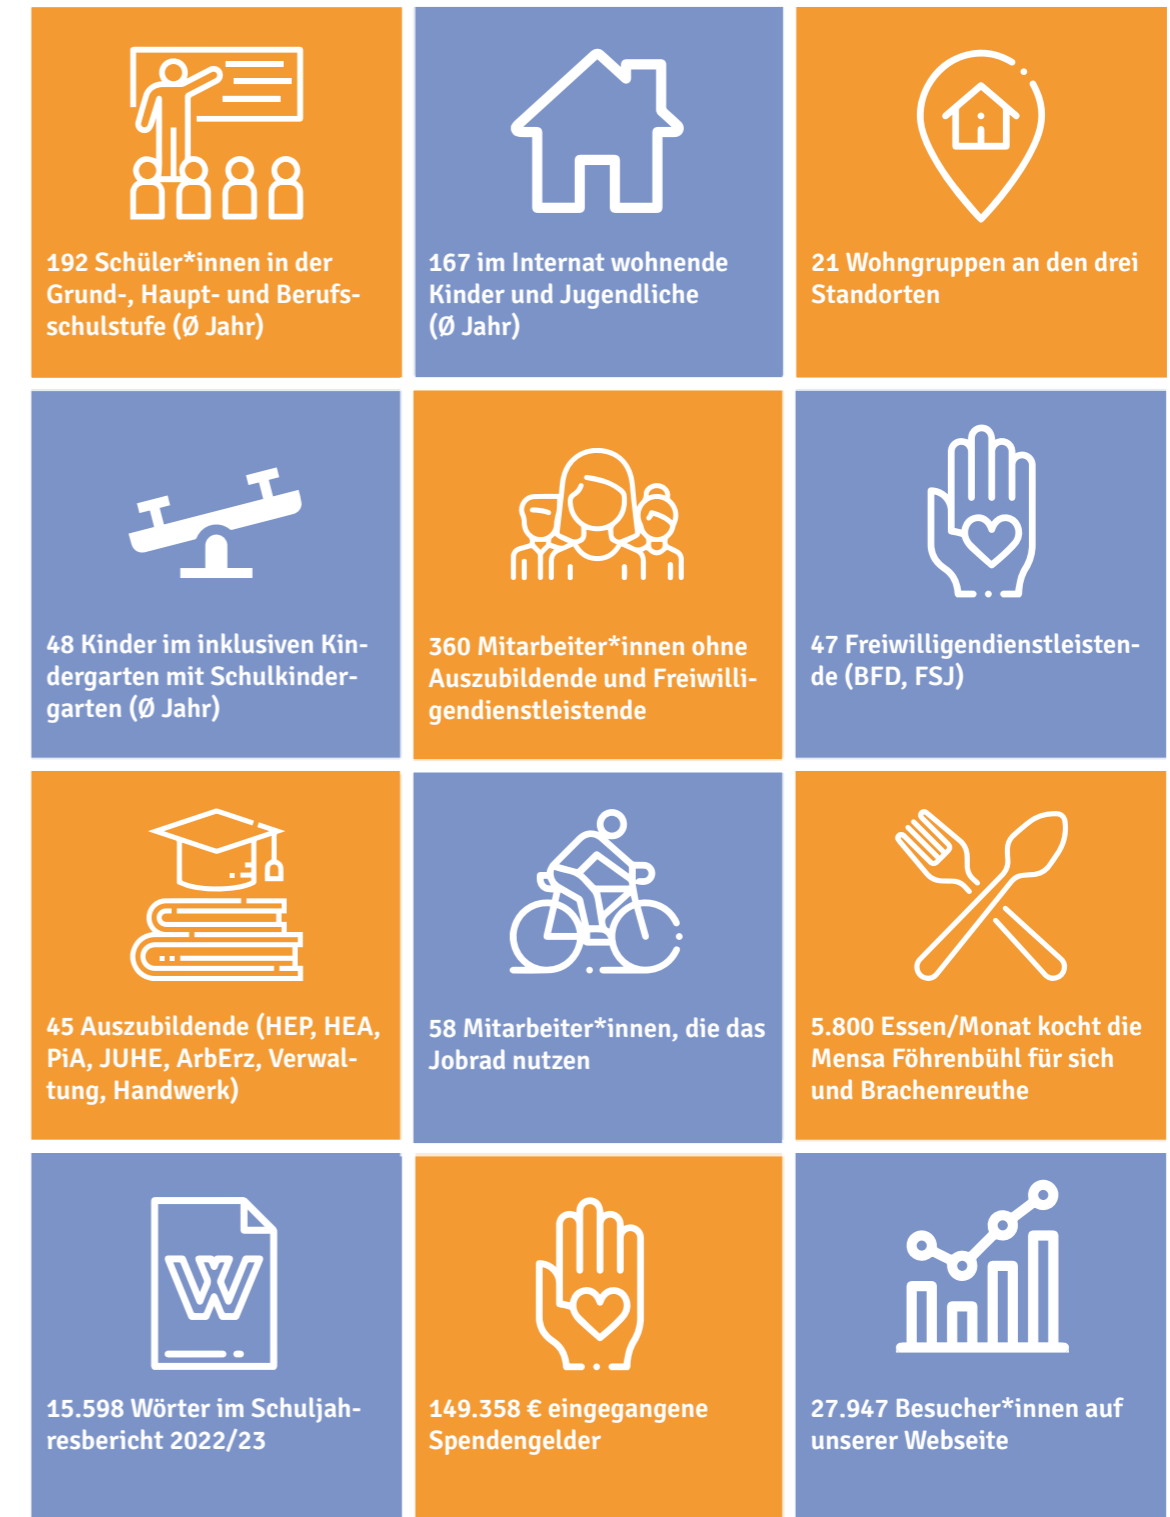 192 Schüler*innen in der
Grund-, Haupt- und Berufs-
schulstufe (Ø Jahr)
167 im Internat wohnende
Kinder und Jugendliche
(Ø Jahr)
21 Wohngruppen an den drei
Standorten
48 Kinder im inklusiven Kin-
dergarten mit Schulkinder-
garten (Ø Jahr)
360 Mitarbeiter*innen ohne
Auszubildende und Freiwilli-
gendienstleistende
47 Freiwilligendienstleisten-
de (BFD, FSJ)
45 Auszubildende (HEP, HEA,
PiA, JUHE, ArbErz, Verwal-
tung, Handwerk)
58 Mitarbeiter*innen, die das
Jobrad nutzen
5.800 Essen/Monat kocht die
Mensa Föhrenbühl für sich
und Brachenreuthe
W
15.598 Wörter im Schuljah-
resbericht 2022/23
149.358 € eingegangene
Spendengelder
27.947 Besucher*innen auf
unserer Webseite